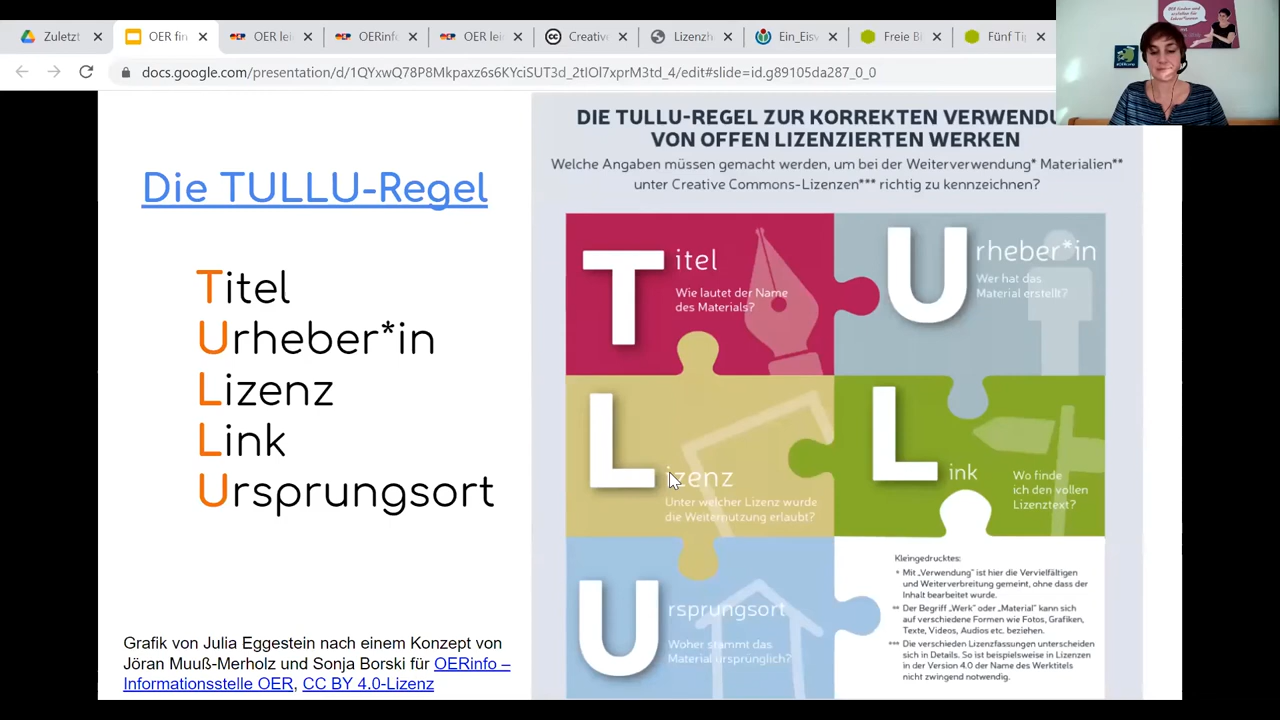 Zuletzt
OER fin
OER lei
OERinfo
OER lei
Creativ
Lizenzh
Ein_Eisv
Freie B
Fünf Ti
docs.google.com/presentation/d/1QYxwQ78P8Mkpaxz6s6KYciSUT3d_2tIOl7xprM3td_4/edit#slide=id.g89105da287_0_0
Die TULLU-Regel
Titel
Urheber*in
Lizenz
Link
Ursprungsort
Grafik von Julia Eggestein nach einem Konzept von
Jöran Muuß-Merholz und Sonja Borski für OERinfo –
Informationsstelle OER, CC BY 4.0-Lizenz
DIE TULLU-REGEL ZUR KORREKTEN VERWENDU
VON OFFEN LIZENZIERTEN WERKEN
Welche Angaben müssen gemacht werden, um bei der Weiterverwendung* Materialien**
unter Creative Commons-Lizenzen*** richtig zu kennzeichnen?
Titel
Wie lautet der Name
des Materials?
Urheber*in
Wer hat das
Material erstellt?
Lizenz
Unter welcher Lizenz wurde
die Weiternutzung erlaubt?
Link
Wo finde
ich den vollen
Lizenztext?
Ursprungsort
Woher stammt das
Material ursprünglich?
Kleingedrucktes:
* Mit „Verwendung" ist hier die Vervielfältigen
und Weiterverbreitung gemeint, ohne dass der
Inhalt bearbeitet wurde.
** Der Begriff „Werk" oder „Material" kann sich
auf verschiedene Formen wie Fotos, Grafiken,
Texte, Videos, Audios etc. beziehen.
*** Die verschieden Lizenzfassungen unterscheiden
sich in Details. So ist beispielsweise in Lizenzen
in der Version 4.0 der Name des Werktitels
nicht zwingend notwendig.